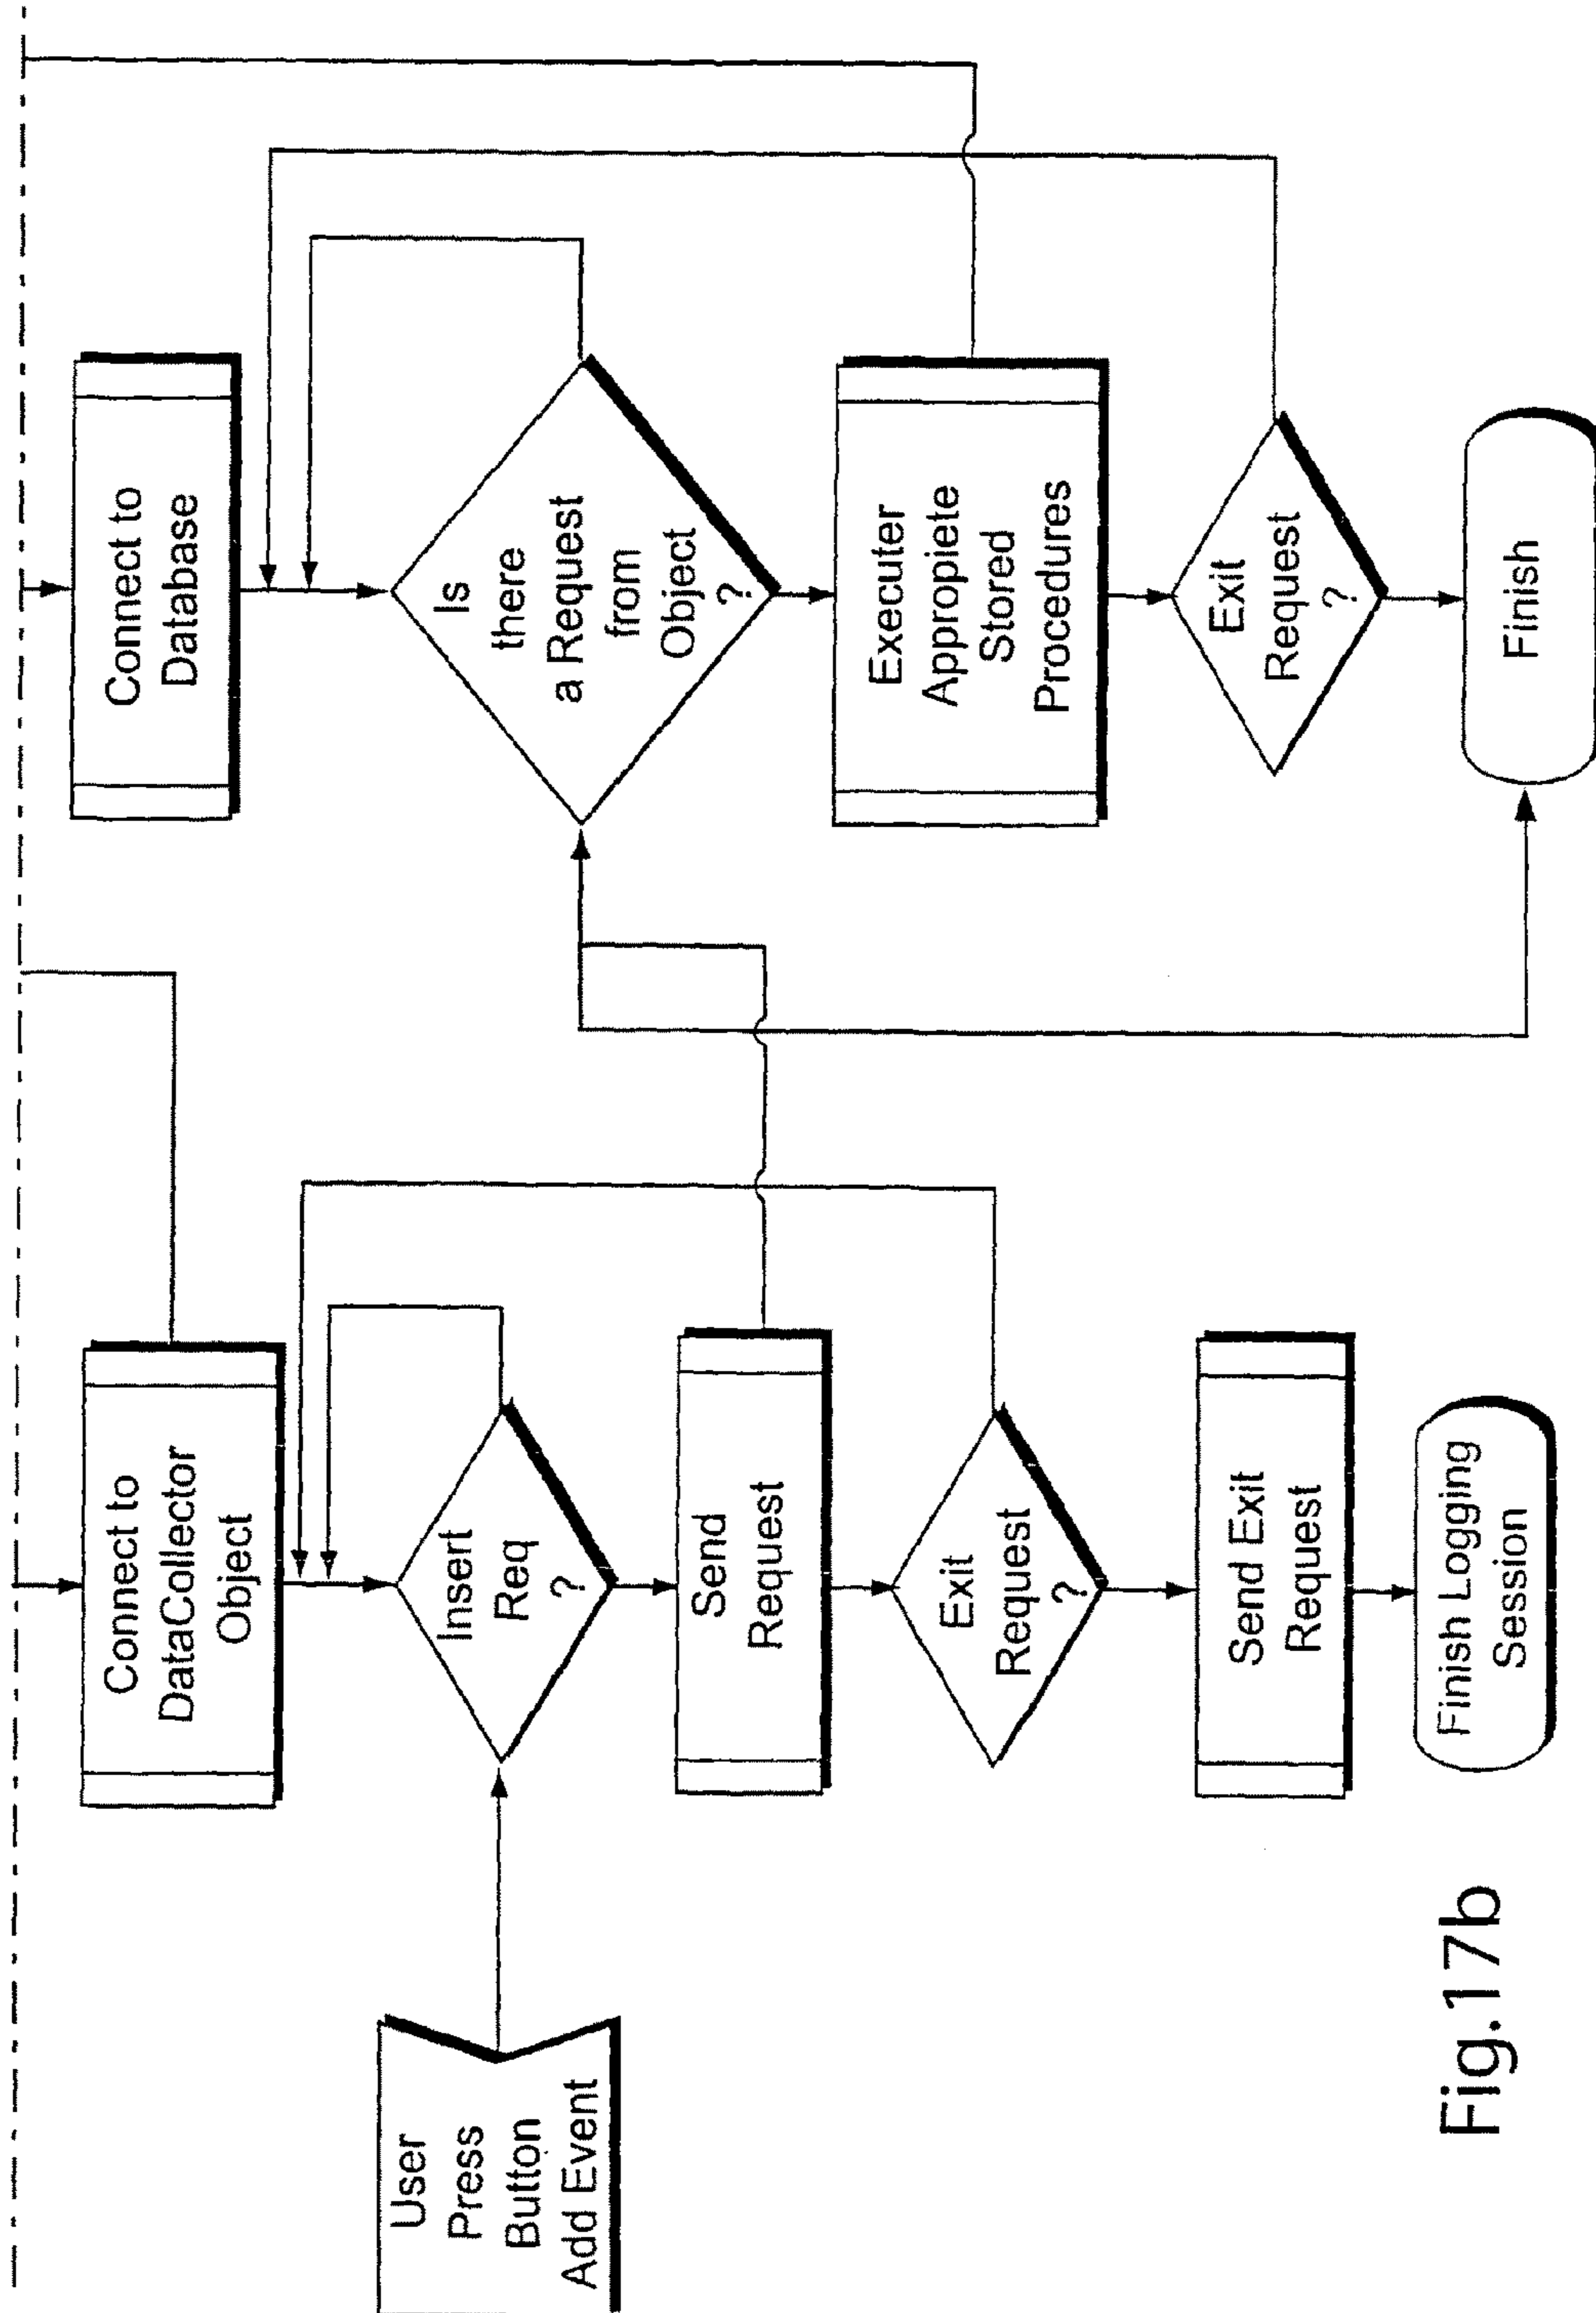 Connect to
DataCollector
Object
Insert
Req
?
User
Press
Button
Add Event
Send
Request
Exit
Request
?
Send Exit
Request
Finish Logging
Session
Connect to
Database
Is
there
a Request
from
Object
?
Executer
Appropiete
Stored
Procedures
Exit
Request
?
Finish
Fig.17b